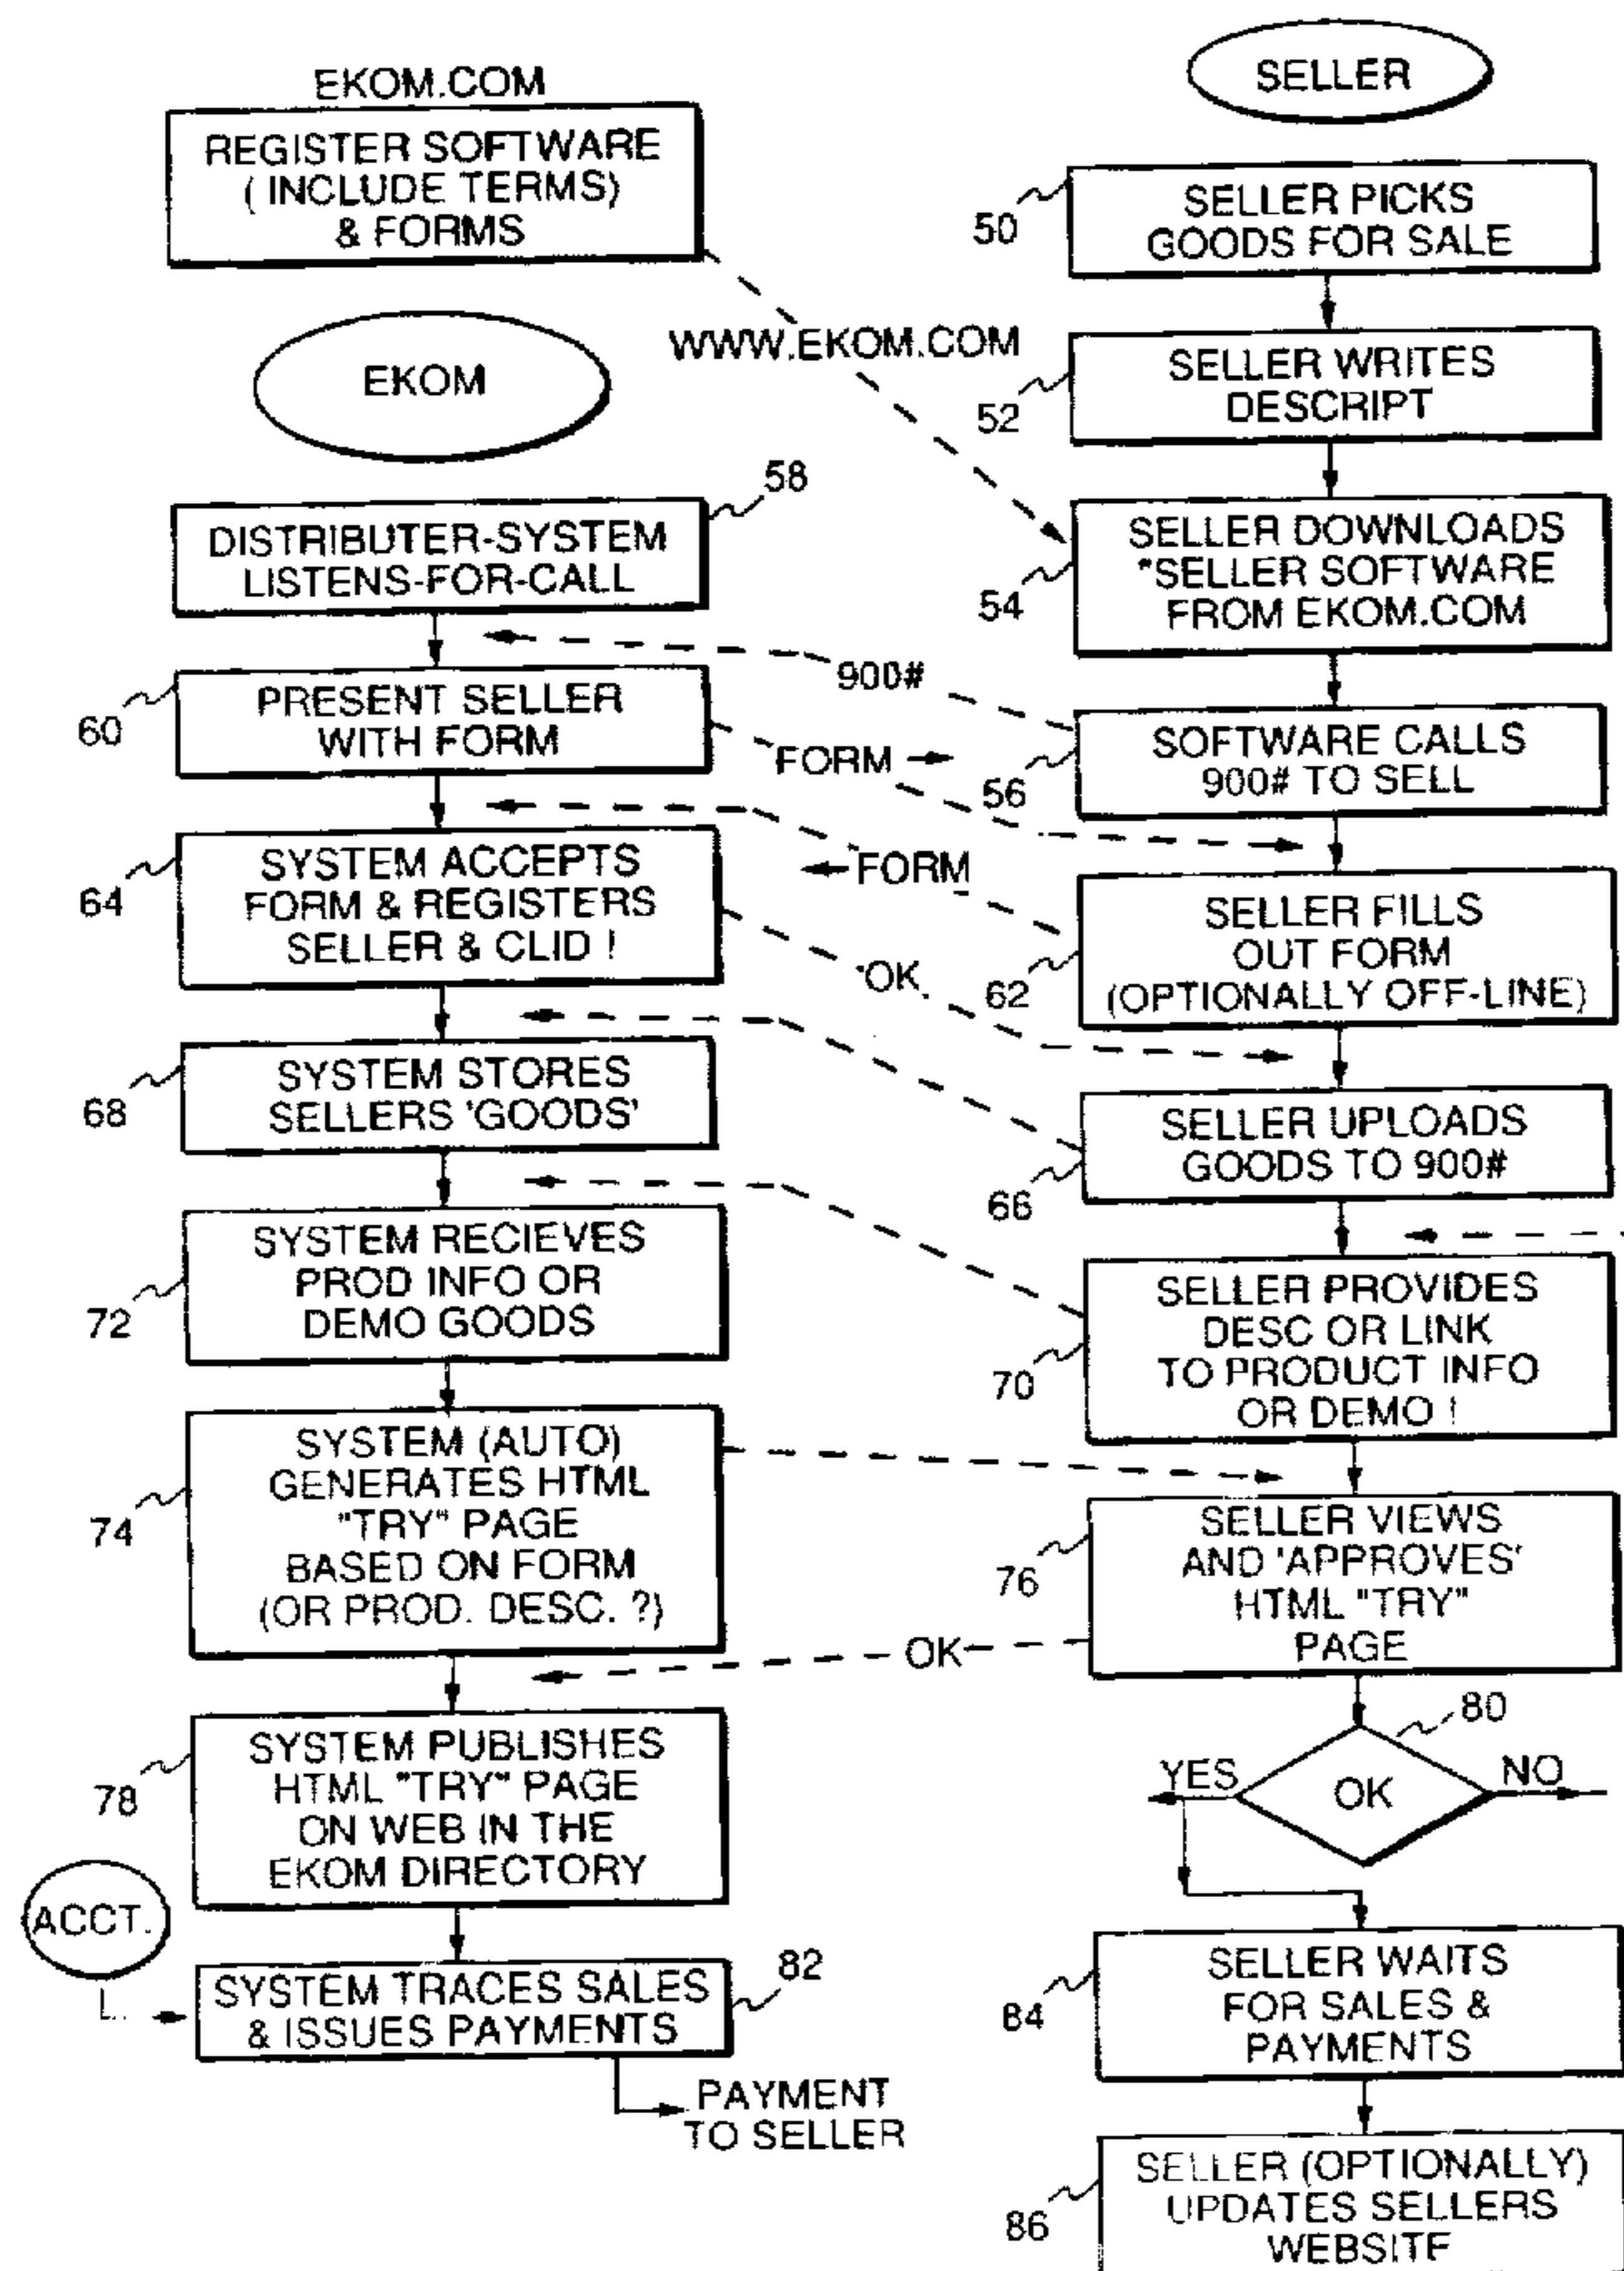 EKOM.COM
REGISTER SOFTWARE
( INCLUDE TERMS)
& FORMS
EKOM
WWW.EKOM.COM
58
DISTRIBUTER-SYSTEM
LISTENS-FOR-CALL
900#
60
PRESENT SELLER
WITH FORM
FORM
FORM
64
SYSTEM ACCEPTS
FORM & REGISTERS
SELLER & CLID !
OK
68
SYSTEM STORES
SELLERS 'GOODS'
72
SYSTEM RECIEVES
PROD INFO OR
DEMO GOODS
74
SYSTEM (AUTO)
GENERATES HTML
"TRY" PAGE
BASED ON FORM
(OR PROD. DESC. ?)
OK
78
SYSTEM PUBLISHES
HTML "TRY" PAGE
ON WEB IN THE
EKOM DIRECTORY
ACCT.
82
SYSTEM TRACES SALES
& ISSUES PAYMENTS
PAYMENT
TO SELLER
SELLER
50
SELLER PICKS
GOODS FOR SALE
52
SELLER WRITES
DESCRIPT
54
SELLER DOWNLOADS
"SELLER SOFTWARE
FROM EKOM.COM
56
SOFTWARE CALLS
900# TO SELL
62
SELLER FILLS
OUT FORM
(OPTIONALLY OFF-LINE)
66
SELLER UPLOADS
GOODS TO 900#
70
SELLER PROVIDES
DESC OR LINK
TO PRODUCT INFO
OR DEMO !
76
SELLER VIEWS
AND 'APPROVES'
HTML "TRY"
PAGE
80
YES
OK
NO
84
SELLER WAITS
FOR SALES &
PAYMENTS
86
SELLER (OPTIONALLY)
UPDATES SELLERS
WEBSITE